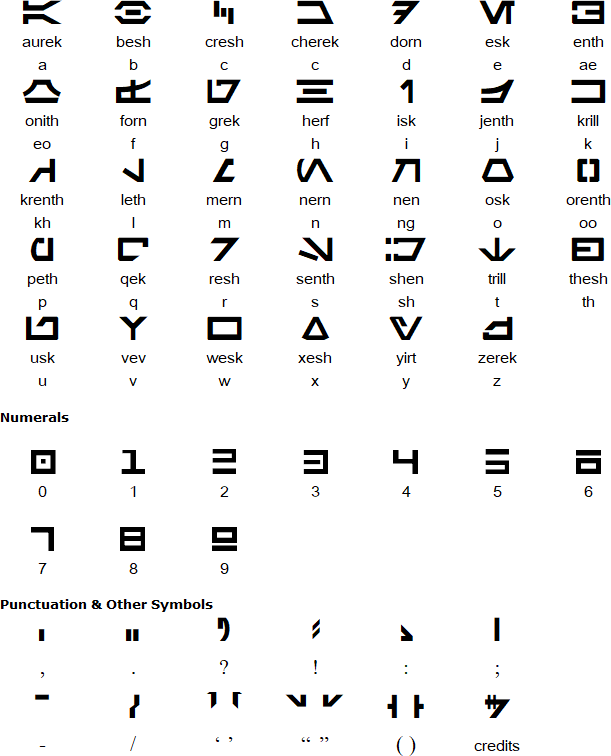 aurek besh cresh cherek dorn esk enth
a b c c d e ae
onith forn grek herf isk jenth krill
eo f g h i j k
krenth leth mern nern nen osk orenth
kh l m n ng o oo
peth qek resh senth shen trill thesh
p q r s sh t th
usk vev wesk xesh yirt zerek
u v w x y z
Numerals
0 1 2 3 4 5 6
7 8 9
Punctuation & Other Symbols
, . ? ! : ;
- / ‘ ’ “ ” ( ) credits